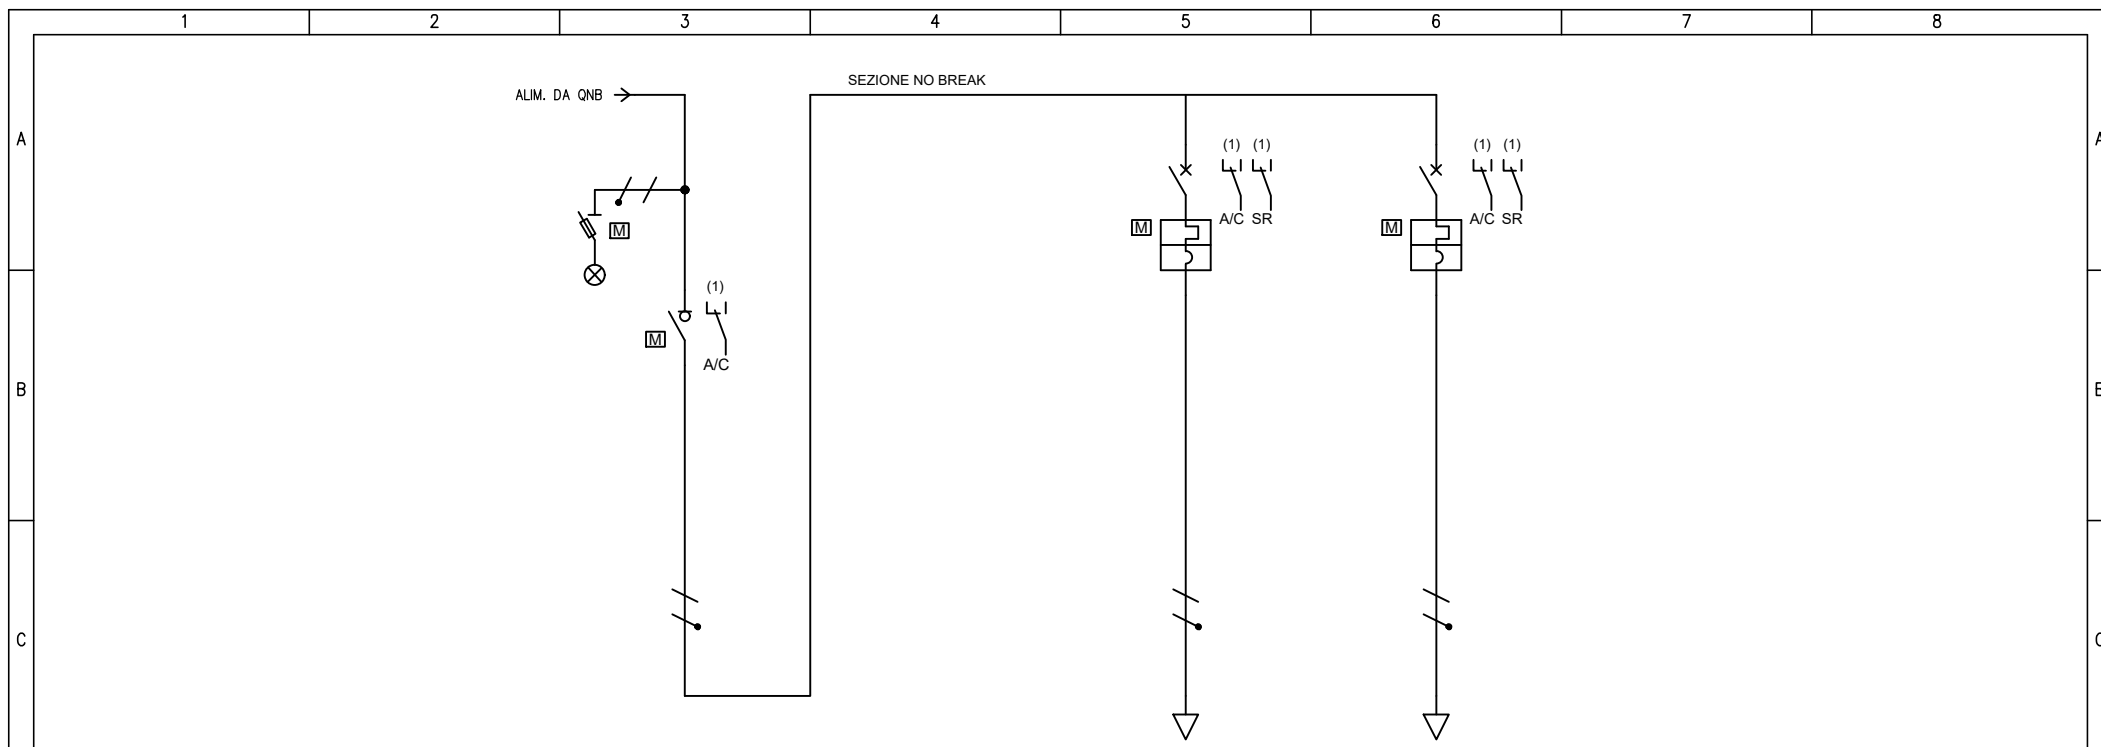 1 2 3 4 5 6 7 8
SEZIONE NO BREAK
ALIM. DA QNB
A A
(1) (1) (1) (1)
A/C SR A/C SR
M M M
(1)
M
A/C
B
C